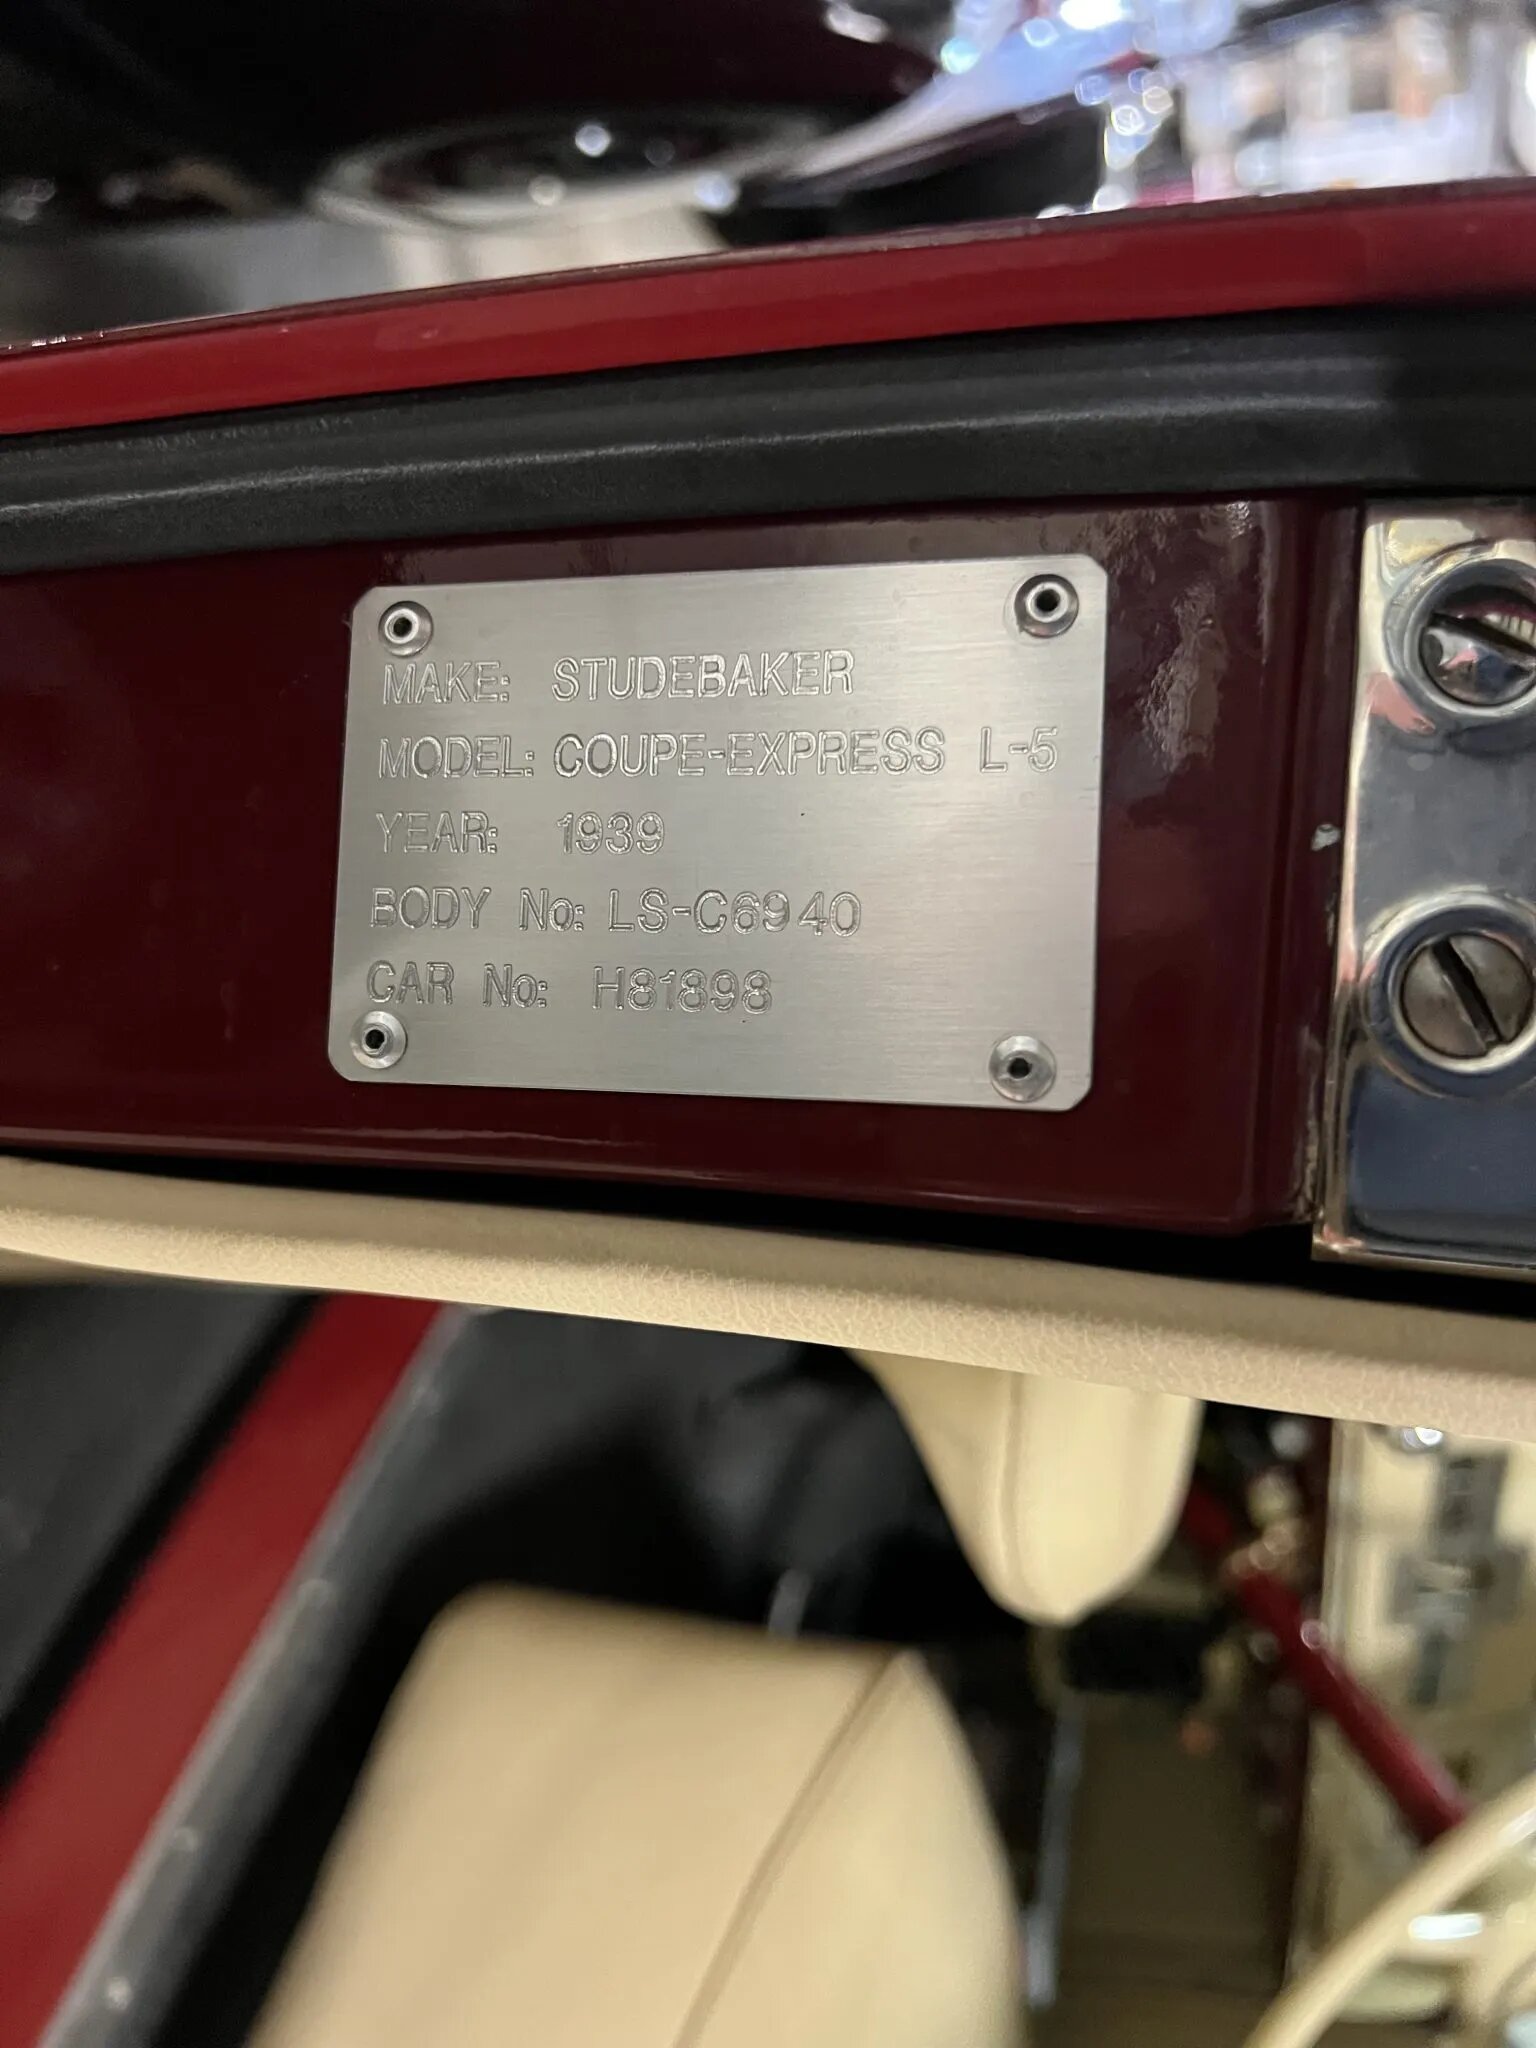 MAKE: STUDEBAKER
MODEL: COUPE-EXPRESS L-5
YEAR: 1939
BODY No: LS-C6940
CAR No: H81898